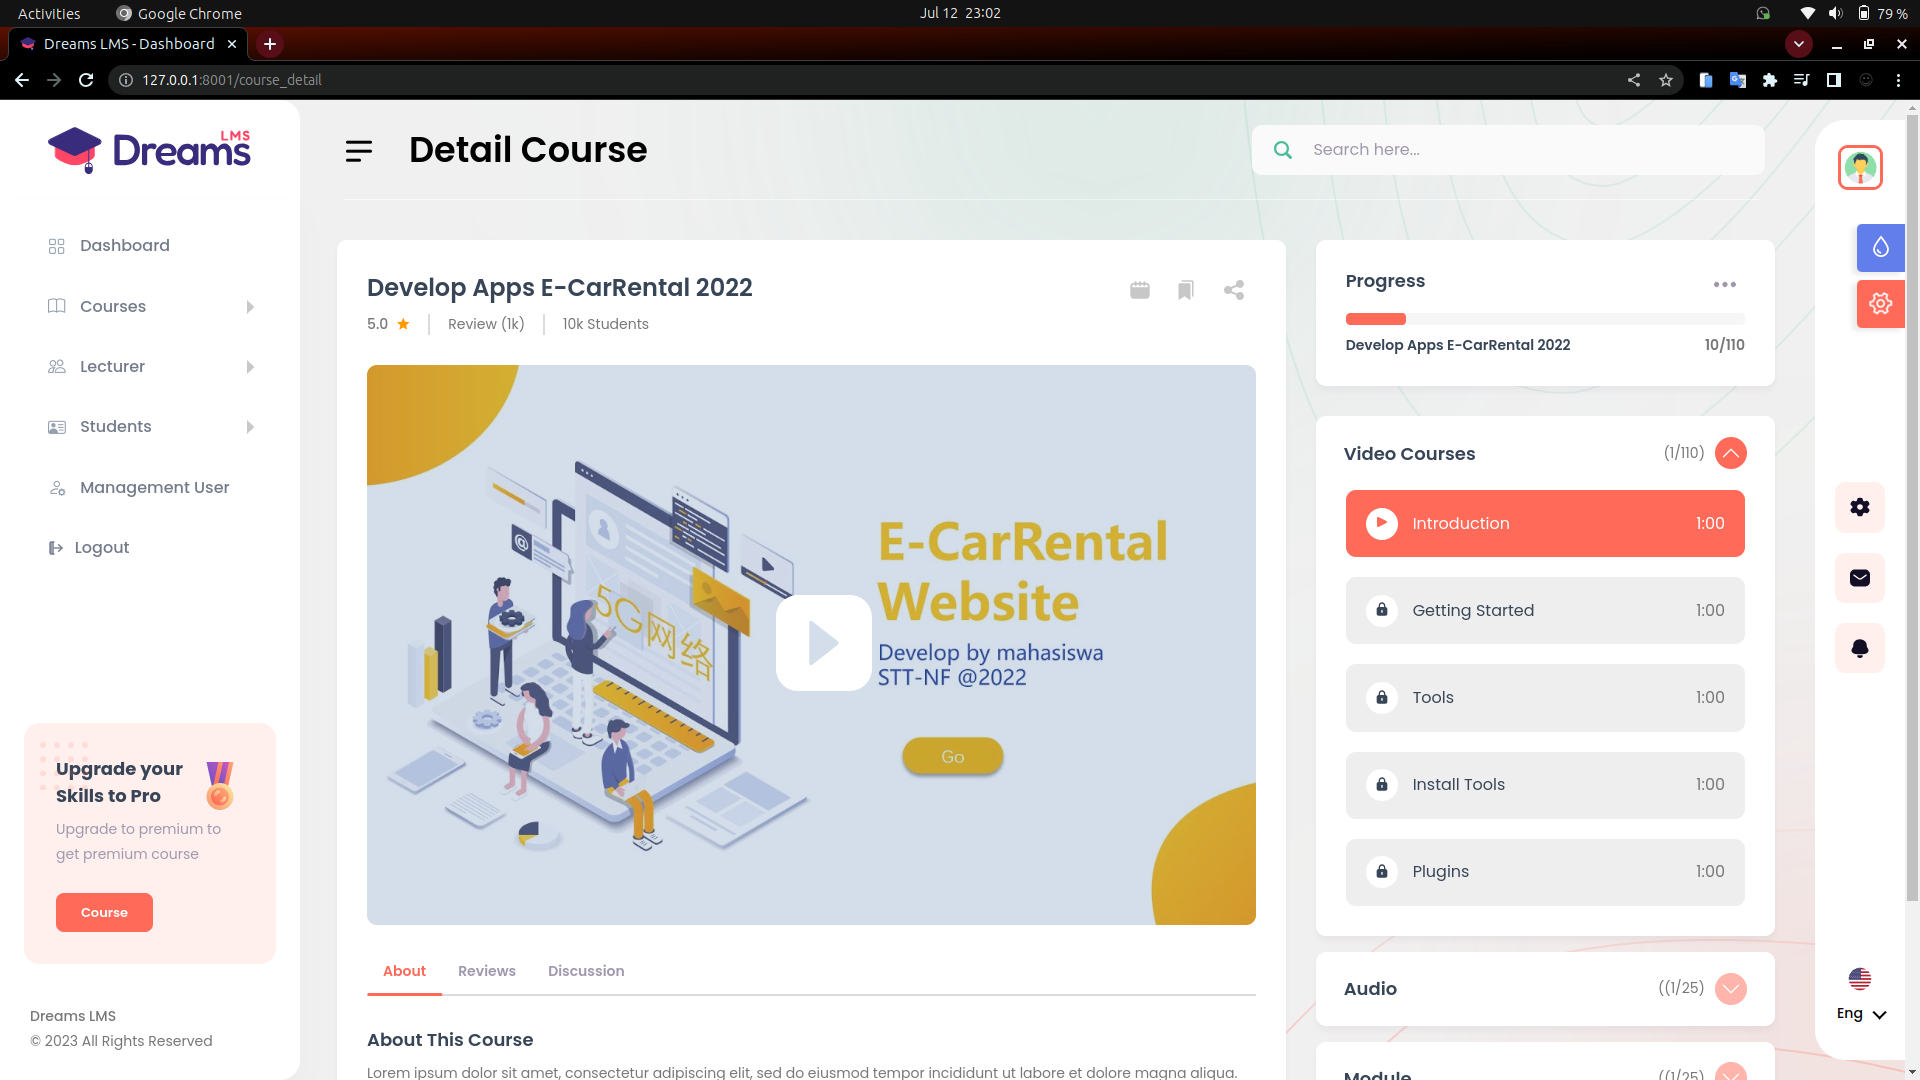 Activities
Google Chrome
Jul 12 23:02
79 %
Dreams LMS - Dashboard
127.0.0.1:8001/course_detail
Dreams LMS
Detail Course
Search here...
Dashboard
Courses
Lecturer
Students
Management User
Logout
Upgrade your
Skills to Pro
Upgrade to premium to
get premium course
Course
Dreams LMS
© 2023 All Rights Reserved
Develop Apps E-CarRental 2022
5.0
Review (1k)
10k Students
5G网络
E-CarRental
Website
Develop by mahasiswa
STT-NF @2022
Go
About
Reviews
Discussion
About This Course
Lorem ipsum dolor sit amet, consectetur adipiscing elit, sed do eiusmod tempor incididunt ut labore et dolore magna aliqua.
Progress
Develop Apps E-CarRental 2022
10/110
Video Courses
(1/110)
Introduction
1:00
Getting Started
1:00
Tools
1:00
Install Tools
1:00
Plugins
1:00
Audio
((1/25)
Module
((1/25)
Eng